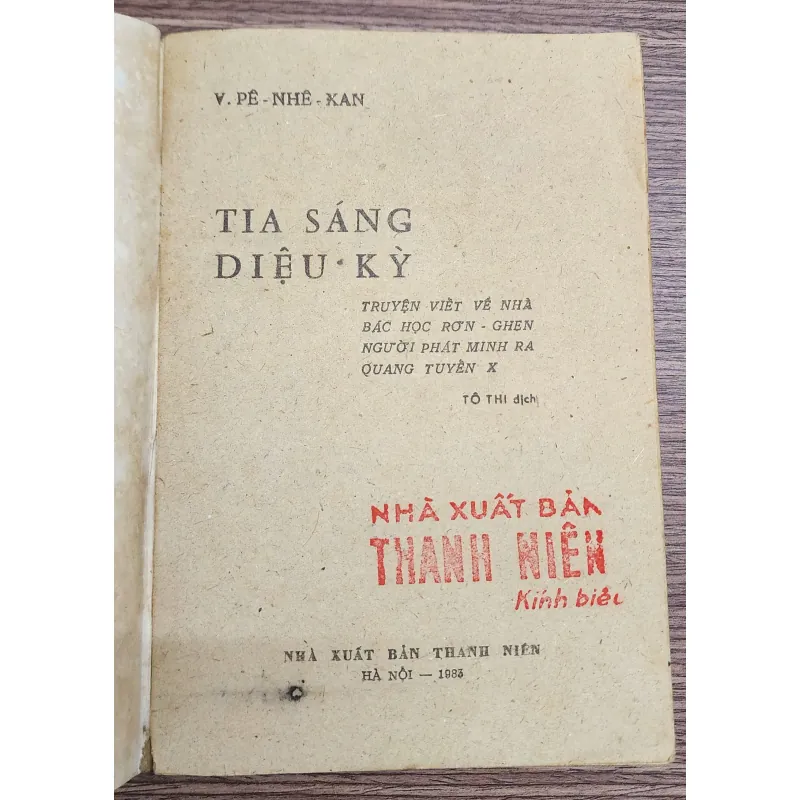 V. PÊ - NHÊ - KAN
TIA SÁNG
DIỆU KỲ
TRUYỆN VIẾT VỀ NHÀ
BÁC HỌC RƠN - GHEN
NGƯỜI PHÁT MINH RA
QUANG TUYẾN X
TÔ THI dịch
NHÀ XUẤT BẢN
THANH NIÊN
Kính biếu
NHÀ XUẤT BẢN THANH NIÊN
HÀ NỘI — 1983